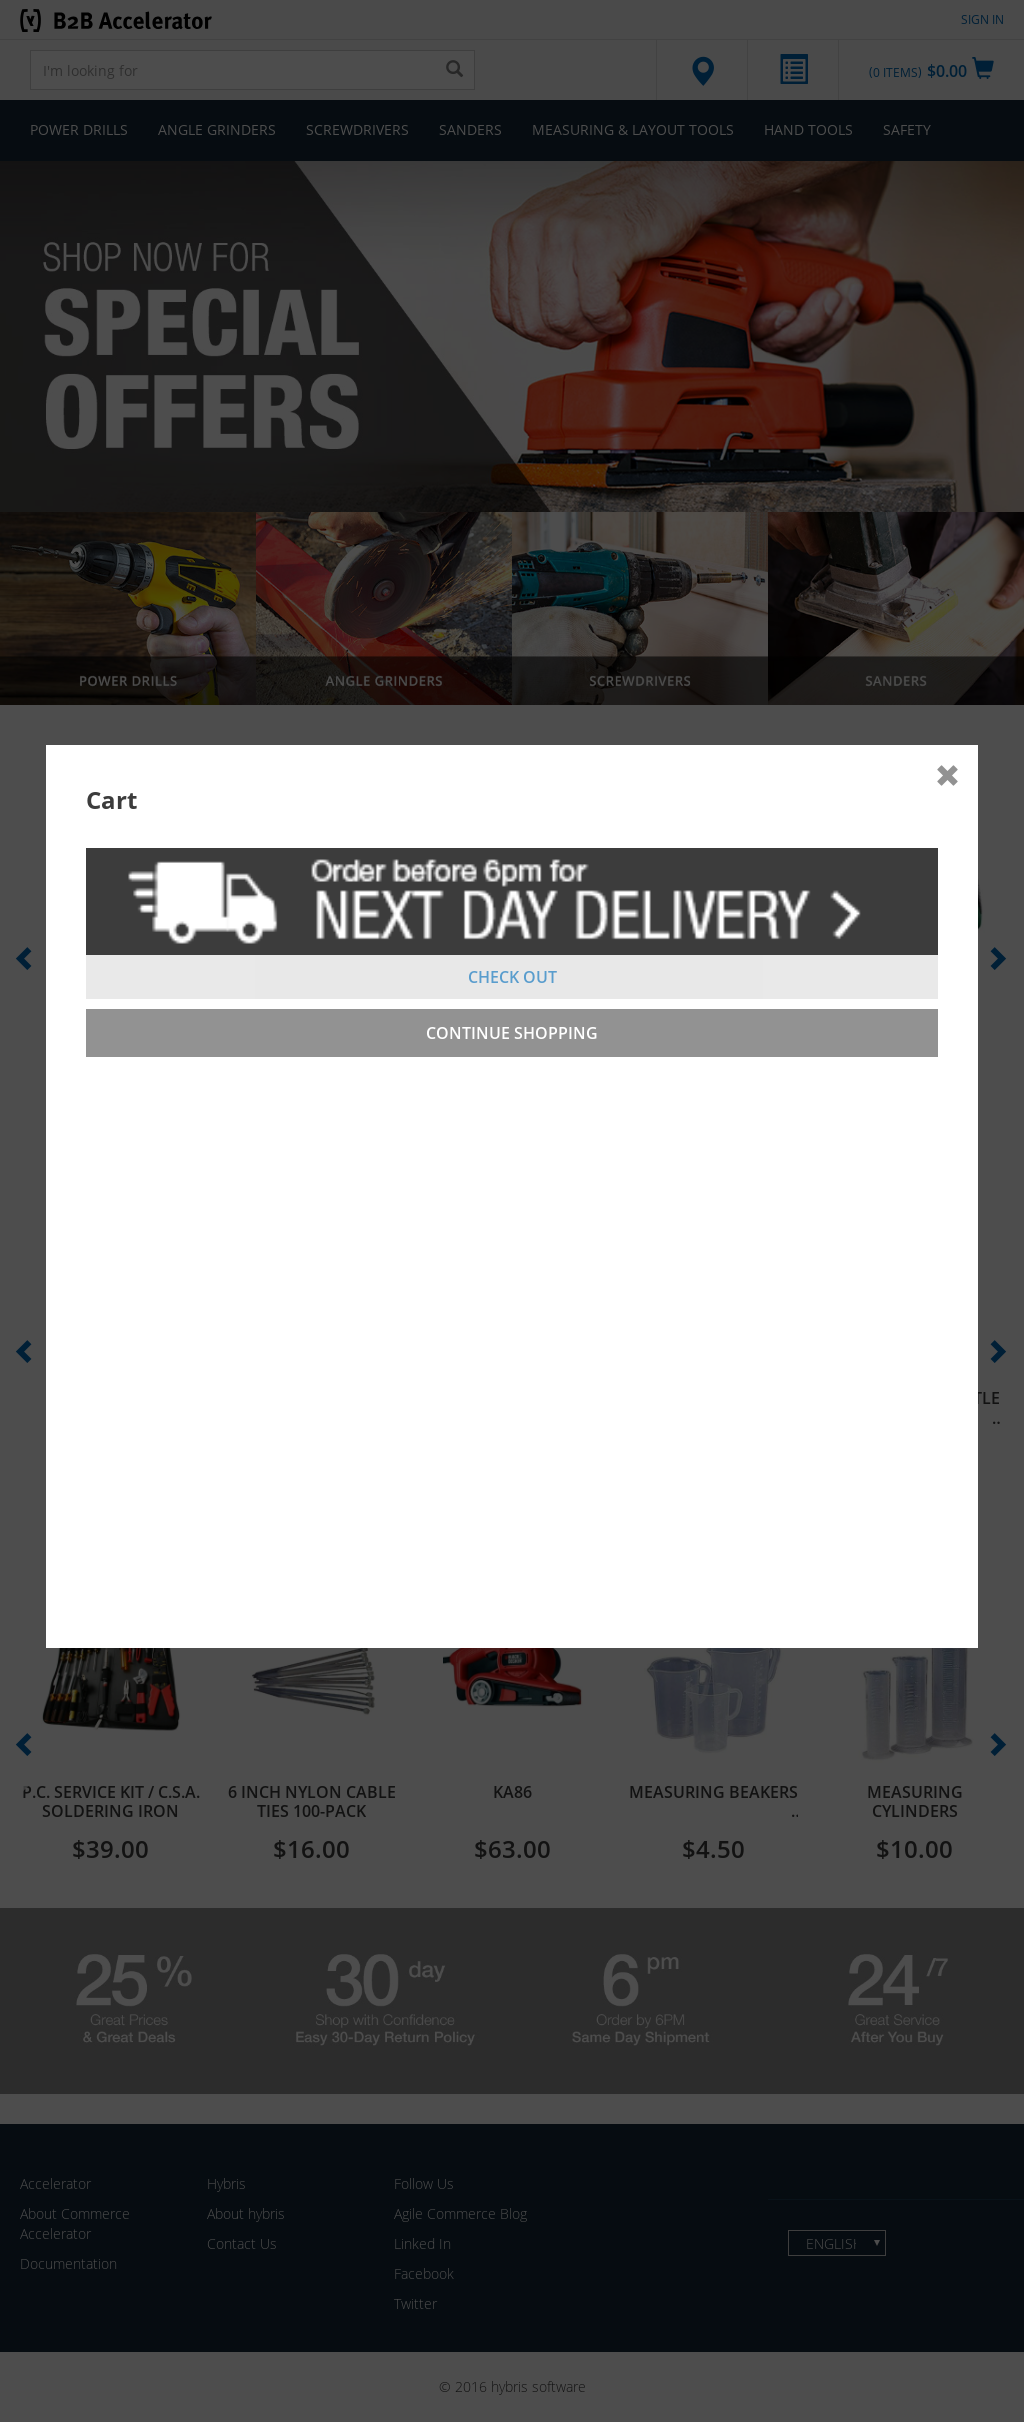 B2B Accelerator
SIGN IN
I'm looking for
(0 ITEMS) $0.00
POWER DRILLS ANGLE GRINDERS SCREWDRIVERS SANDERS MEASURING & LAYOUT TOOLS HAND TOOLS SAFETY
SHOP NOW FOR
SPECIAL
OFFERS
POWER DRILLS ANGLE GRINDERS SCREWDRIVERS SANDERS
Cart
Order before 6pm for
NEXT DAY DELIVERY
CHECK OUT
CONTINUE SHOPPING
..
P.C. SERVICE KIT / C.S.A.
SOLDERING IRON
$39.00
6 INCH NYLON CABLE
TIES 100-PACK
$16.00
KA86
$63.00
MEASURING BEAKERS
..
$4.50
MEASURING
CYLINDERS
$10.00
25 %
Great Prices
& Great Deals
30 day
Shop with Confidence
Easy 30-Day Return Policy
6 pm
Order by 6PM
Same Day Shipment
24 /7
Great Service
After You Buy
Accelerator
About Commerce
Accelerator
Documentation
Hybris
About hybris
Contact Us
Follow Us
Agile Commerce Blog
Linked In
Facebook
Twitter
© 2016 hybris software